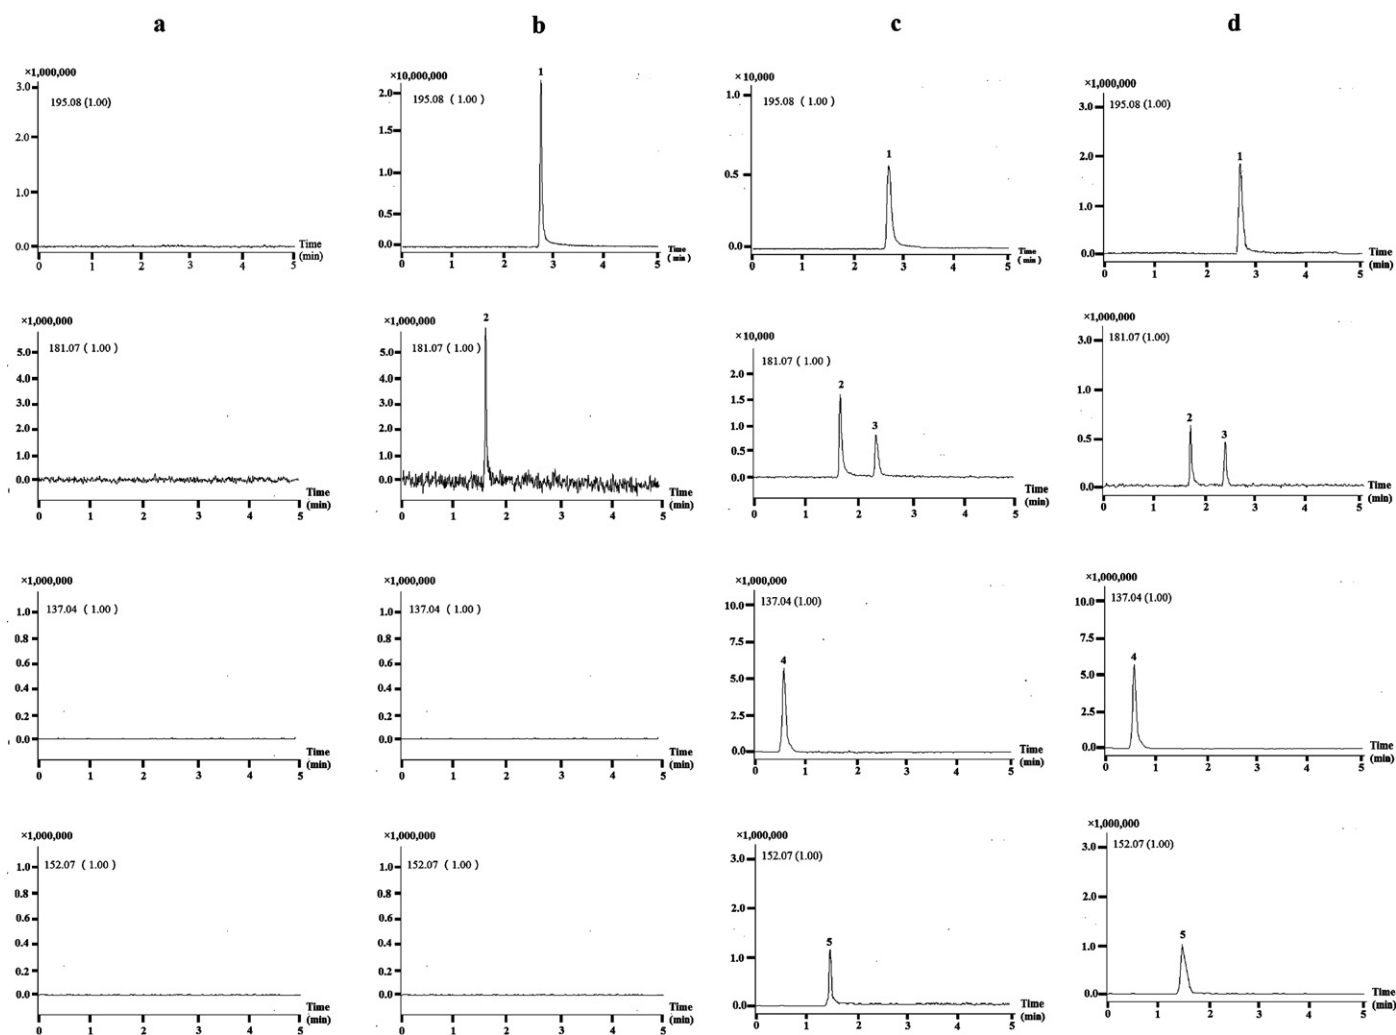 a b c d
×1,000,000
3.0
195.08 (1.00)
2.0
1.0
0.0
0 1 2 3 4 5
Time
(min)
×10,000,000
1
2.0
195.08 ( 1.00 )
1.5
1.0
0.5
0.0
0 1 2 3 4 5
Time
( min )
× 10,000
1.0
195.08 ( 1.00 )
1
0.5
0.0
0 1 2 3 4 5
Time
( min )
×1,000,000
3.0
195.08 (1.00)
2.0
1
1.0
0.0
0 1 2 3 4 5
Time
(min)
×1,000,000
5.0
181.07 ( 1.00 )
4.0
3.0
2.0
1.0
0.0
0 1 2 3 4 5
Time
(min)
×1,000,000
2
5.0
181.07 ( 1.00 )
4.0
3.0
2.0
1.0
0.0
0 1 2 3 4 5
Time
(min)
×10,000
181.07 ( 1.00 )
2.0
2
1.5
3
1.0
0.5
0.0
0 1 2 3 4 5
Time
(min)
×1,000,000
3.0
181.07 (1.00)
1.0
2
3
0.5
0.0
0 1 2 3 4 5
Time
(min)
×1,000,000
1.0
137.04 ( 1.00 )
0.8
0.6
0.4
0.2
0.0
0 1 2 3 4 5
Time
(min)
×1,000,000
1.0
137.04 ( 1.00 )
0.8
0.6
0.4
0.2
0.0
0 1 2 3 4 5
Time
(min)
×1,000,000
10.0
137.04 (1.00)
7.5
4
5.0
2.5
0.0
0 1 2 3 4 5
Time
(min)
×1,000,000
10.0
137.04 (1.00)
7.5
4
5.0
2.5
0.0
0 1 2 3 4 5
Time
(min)
×1,000,000
1.0
152.07 ( 1.00 )
0.8
0.6
0.4
0.2
0.0
0 1 2 3 4 5
Time
(min)
×1,000,000
1.0
152.07 ( 1.00 )
0.8
0.6
0.4
0.2
0.0
0 1 2 3 4 5
Time
(min)
×1,000,000
3.0
152.07 (1.00)
2.0
5
1.0
0.0
0 1 2 3 4 5
Time
(min)
×1,000,000
3.0
152.07 (1.00)
2.0
5
1.0
0.0
0 1 2 3 4 5
Time
(min)